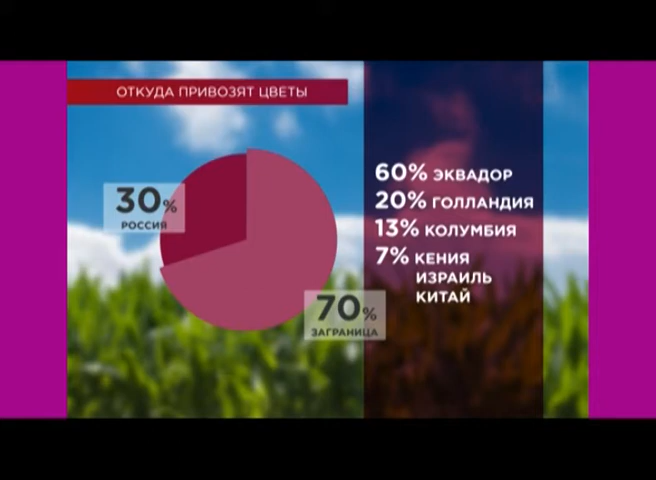 ОТКУДА ПРИВОЗЯТ ЦВЕТЫ
30%
РОССИЯ
70%
ЗАГРАНИЦА
60% ЭКВАДОР
20% ГОЛЛАНДИЯ
13% КОЛУМБИЯ
7% КЕНИЯ
ИЗРАИЛЬ
КИТАЙ